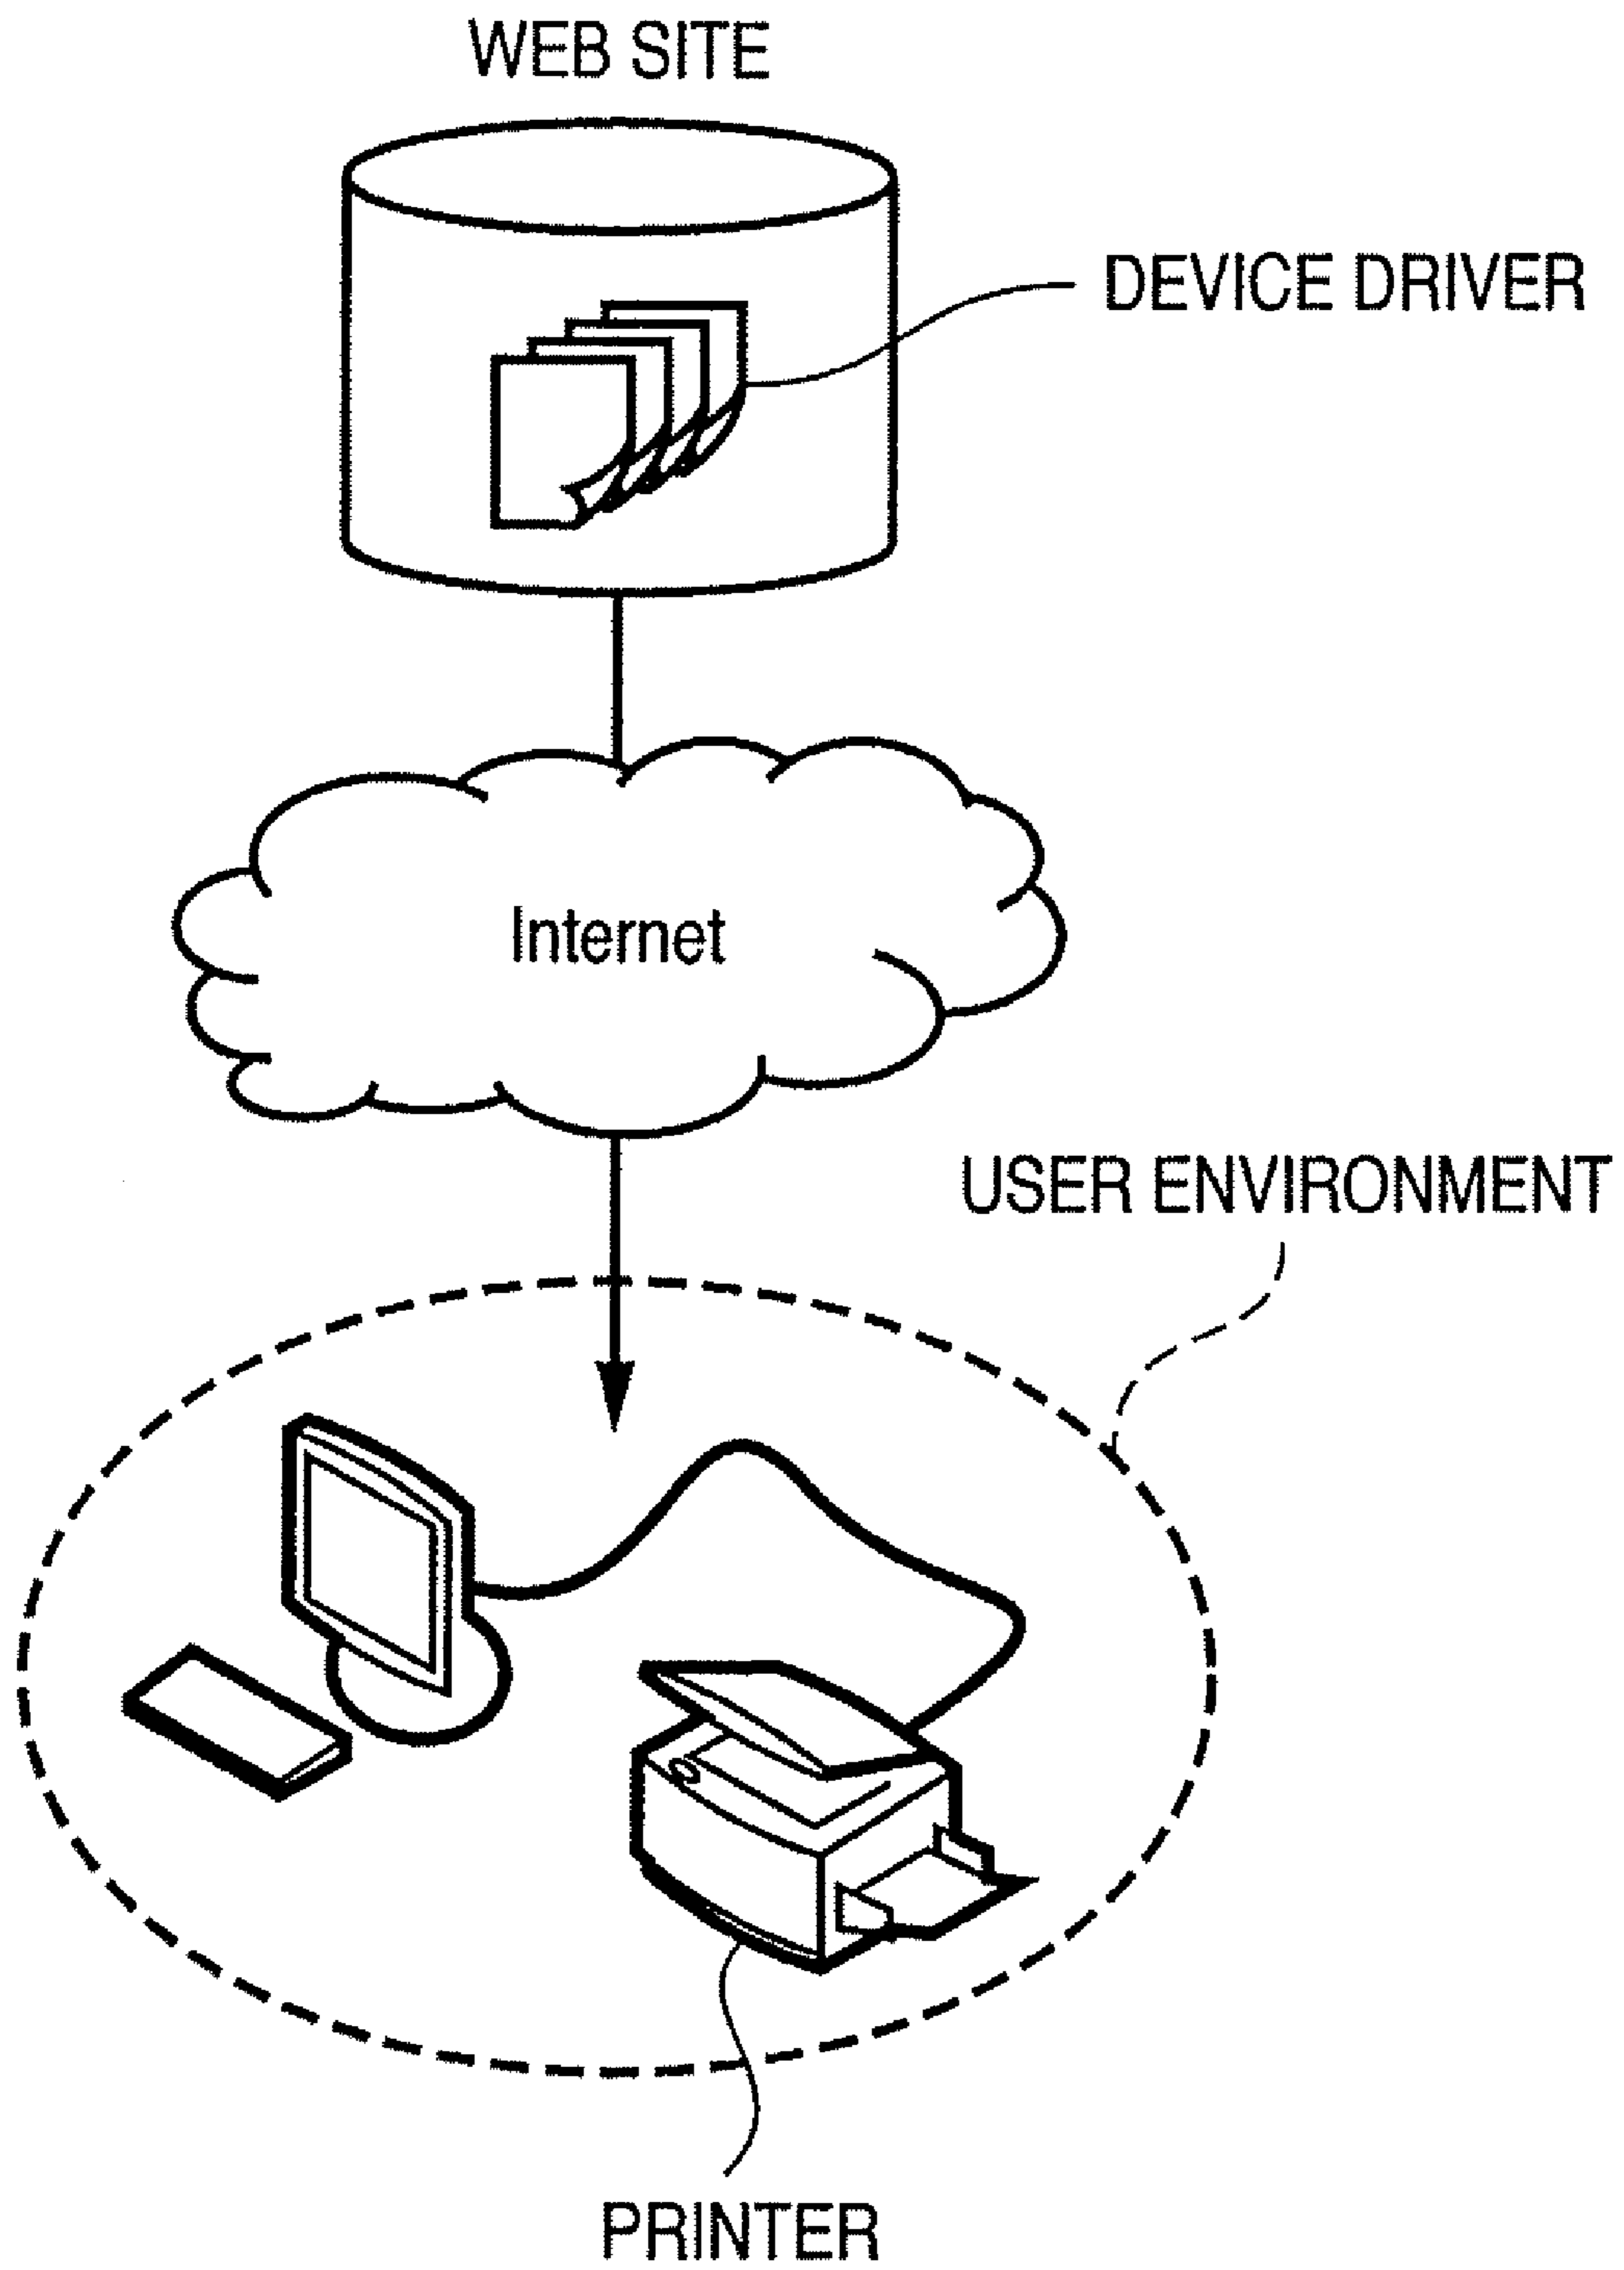 WEB SITE
DEVICE DRIVER
Internet
USER ENVIRONMENT
PRINTER